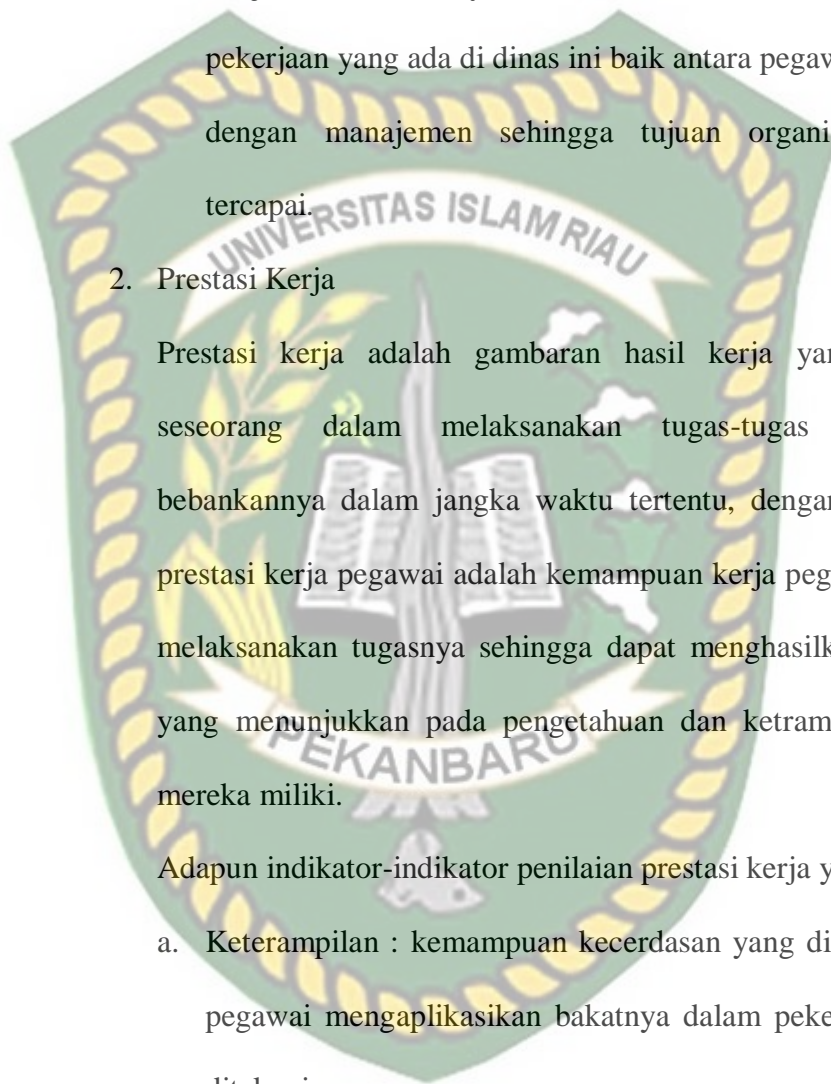 pekerjaan yang ada di dinas ini baik antara pegaw
dengan manajemen sehingga tujuan organi
tercapai.
UNIVERSITAS ISLAM RIAU
2. Prestasi Kerja
Prestasi kerja adalah gambaran hasil kerja yan
seseorang dalam melaksanakan tugas-tugas
bebankannya dalam jangka waktu tertentu, dengan
prestasi kerja pegawai adalah kemampuan kerja pega
melaksanakan tugasnya sehingga dapat menghasilk
yang menunjukkan pada pengetahuan dan ketram
PEKANBARU
mereka miliki.
Adapun indikator-indikator penilaian prestasi kerja y
a. Keterampilan : kemampuan kecerdasan yang di
pegawai mengaplikasikan bakatnya dalam peke